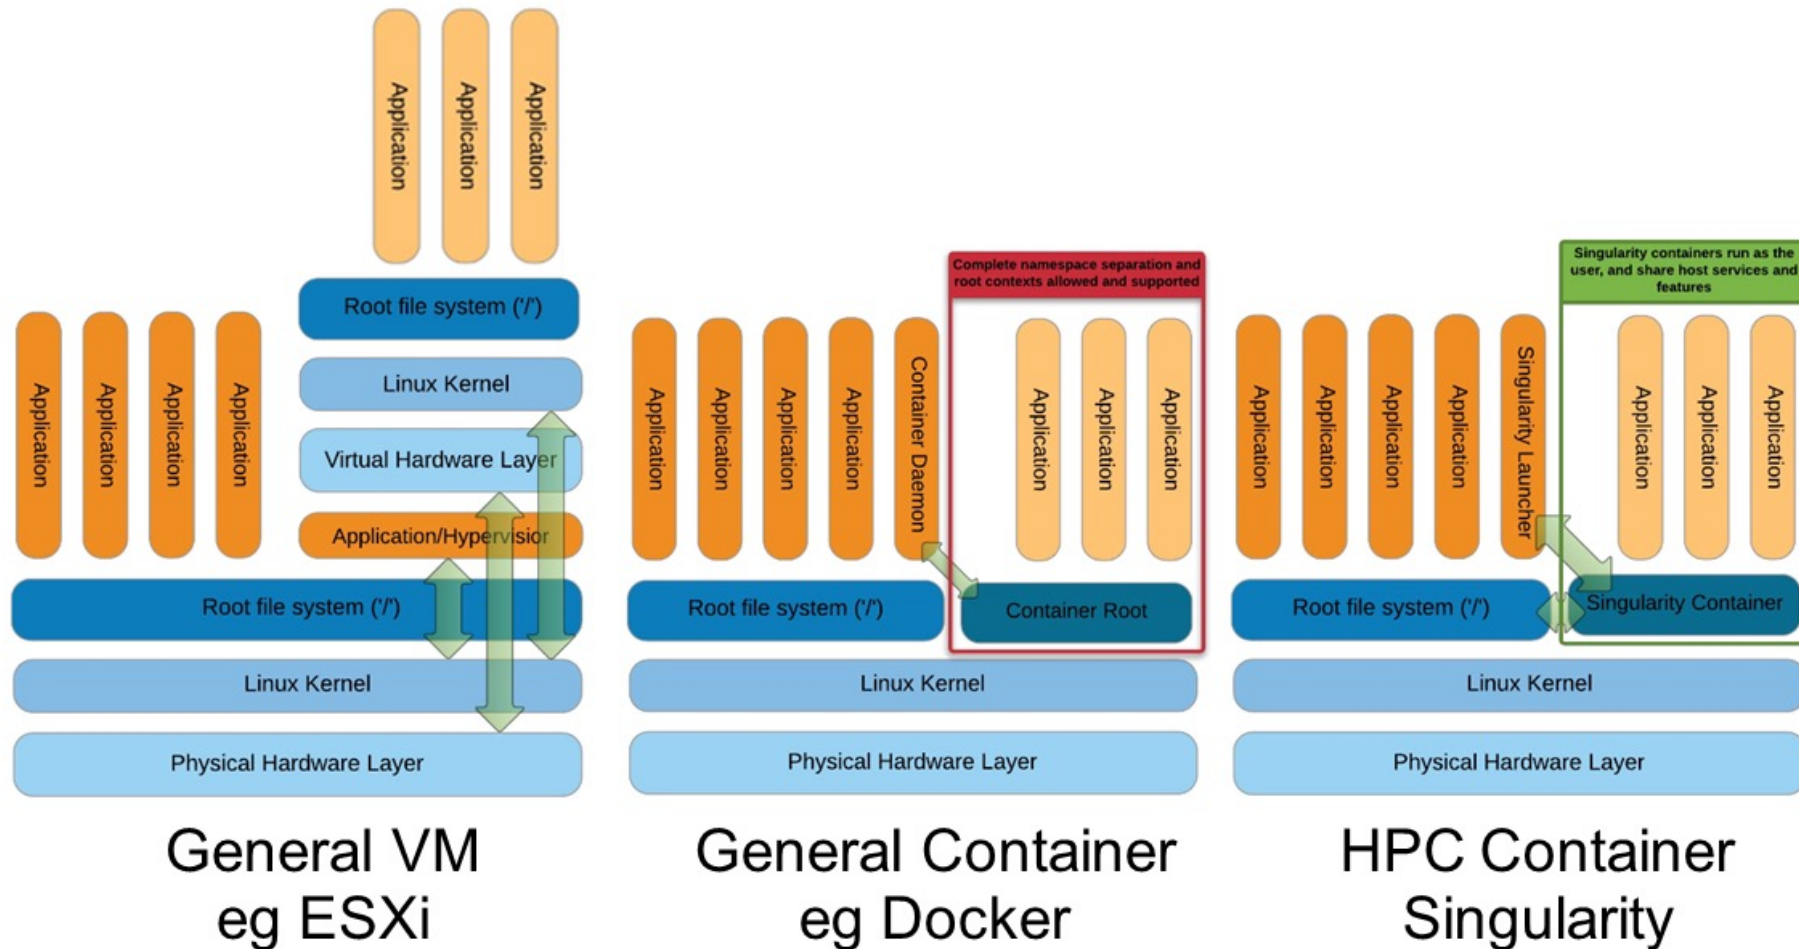 Application
Application
Application
Root file system ('/')
Linux Kernel
Virtual Hardware Layer
Application/Hypervisior
Application
Application
Application
Application
Root file system ('/')
Linux Kernel
Physical Hardware Layer
General VM
eg ESXi
Complete namespace separation and
root contexts allowed and supported
Application
Application
Application
Application
Container Daemon
Application
Application
Application
Root file system ('/')
Container Root
Linux Kernel
Physical Hardware Layer
General Container
eg Docker
Singularity containers run as the
user, and share host services and
features
Application
Application
Application
Application
Singularity Launcher
Application
Application
Application
Root file system ('/')
Singularity Container
Linux Kernel
Physical Hardware Layer
HPC Container
Singularity